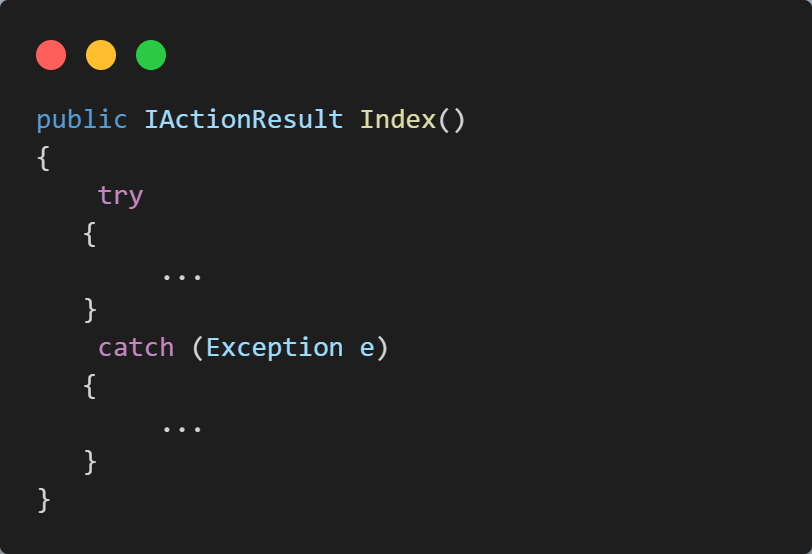 public IActionResult Index()
{
    try
   {
        ...
   }
    catch (Exception e)
   {
        ...
   }
}